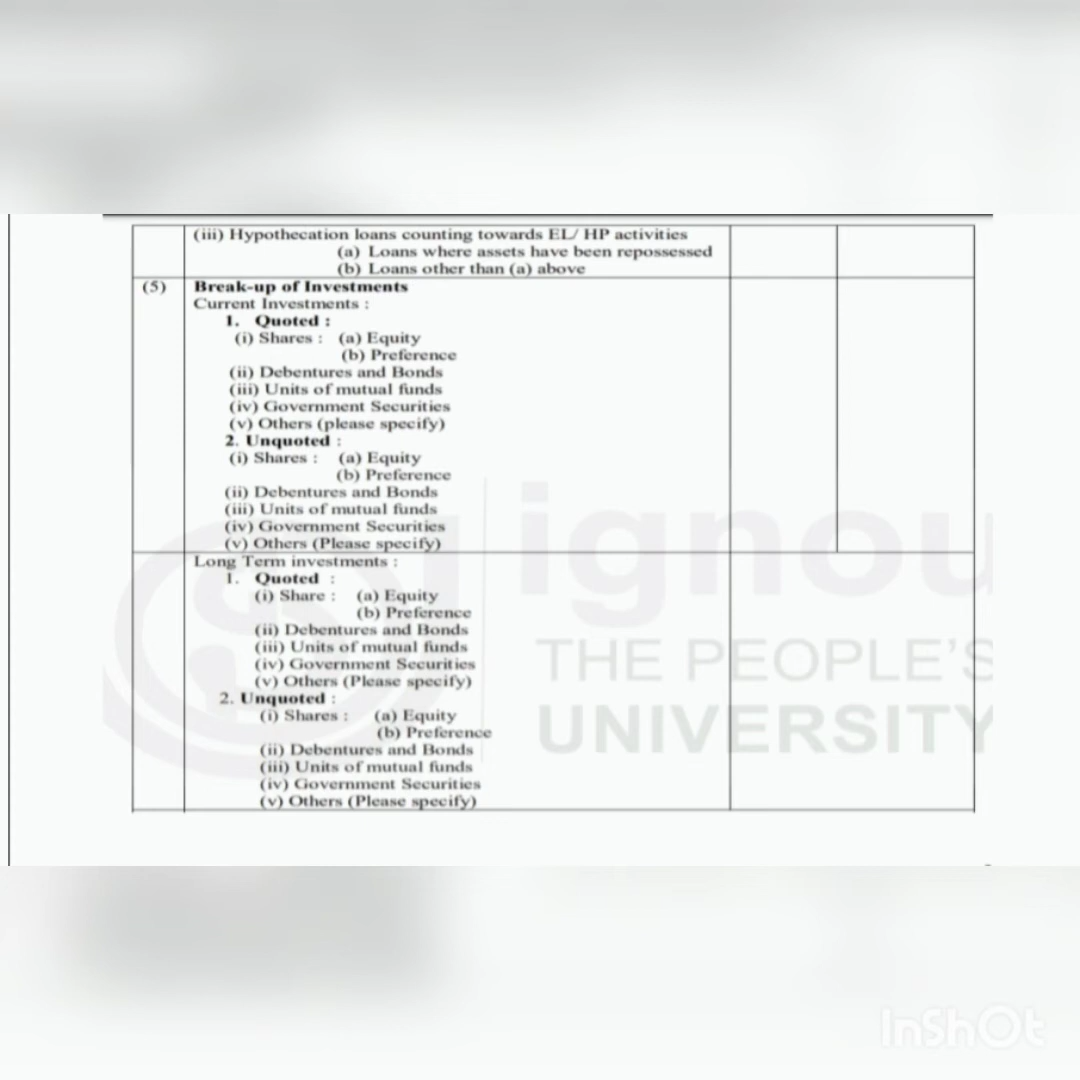 (iii) Hypothecation loans counting towards EL/ HP activities
(a) Loans where assets have been repossessed
(b) Loans other than (a) above
(5) Break-up of Investments
Current Investments :
1. Quoted :
(i) Shares : (a) Equity
(b) Preference
(ii) Debentures and Bonds
(iii) Units of mutual funds
(iv) Government Securities
(v) Others (please specify)
2. Unquoted :
(i) Shares : (a) Equity
(b) Preference
(ii) Debentures and Bonds
(iii) Units of mutual funds
(iv) Government Securities
(v) Others (Please specify)
Long Term investments :
1. Quoted :
(i) Share : (a) Equity
(b) Preference
(ii) Debentures and Bonds
(iii) Units of mutual funds
(iv) Government Securities
(v) Others (Please specify)
2. Unquoted :
(i) Shares : (a) Equity
(b) Preference
(ii) Debentures and Bonds
(iii) Units of mutual funds
(iv) Government Securities
(v) Others (Please specify)
ignou
THE PEOPLE'S
UNIVERSITY
InShOt